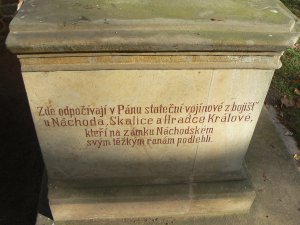 Zde odpočívají v Pánu stateční vojínové z bojišť
u Náchoda, Skalice a Hradce Králové,
kteří na zámku Náchodském
svým těžkým ranám podlehli.